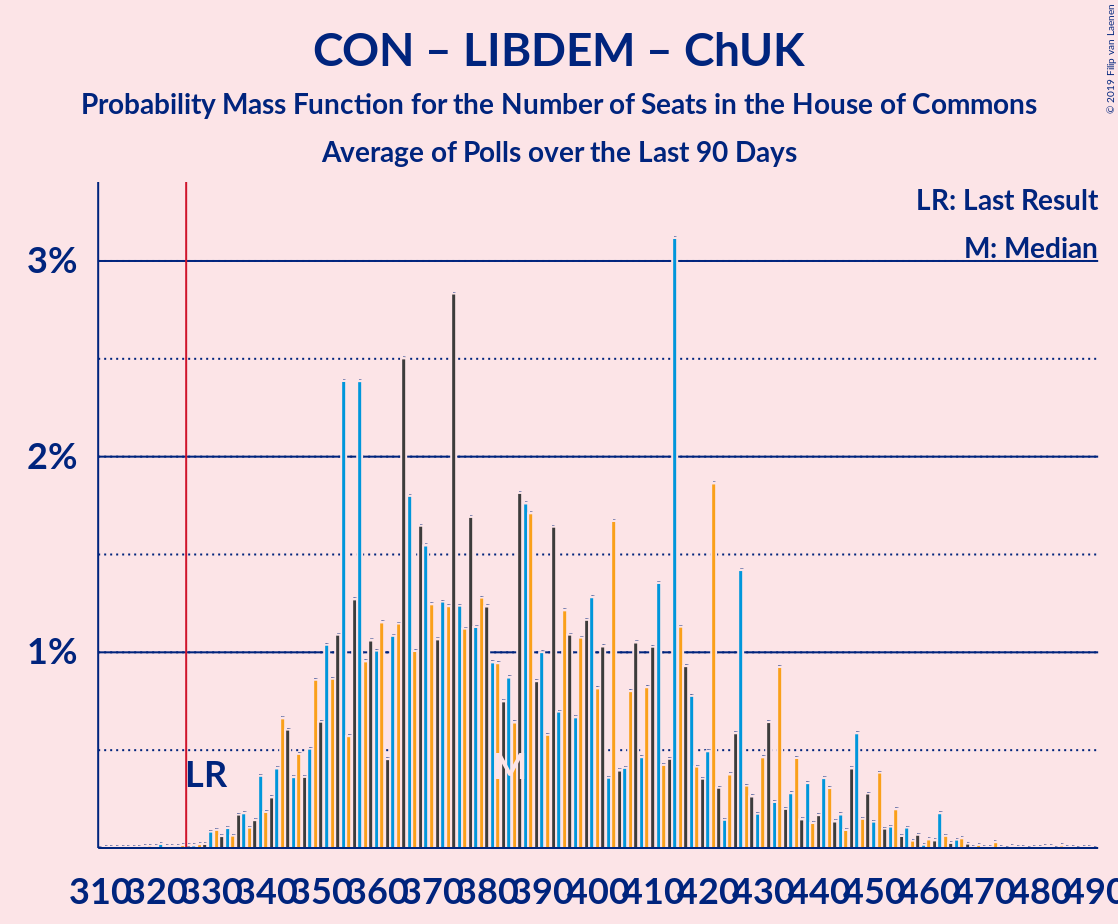 CON – LIBDEM – ChUK
Probability Mass Function for the Number of Seats in the House of Commons
Average of Polls over the Last 90 Days
© 2019 Filip van Laenen
LR: Last Result
M: Median
3%
2%
1%
LR
M
310 320 330 340 350 360 370 380 390 400 410 420 430 440 450 460 470 480 490